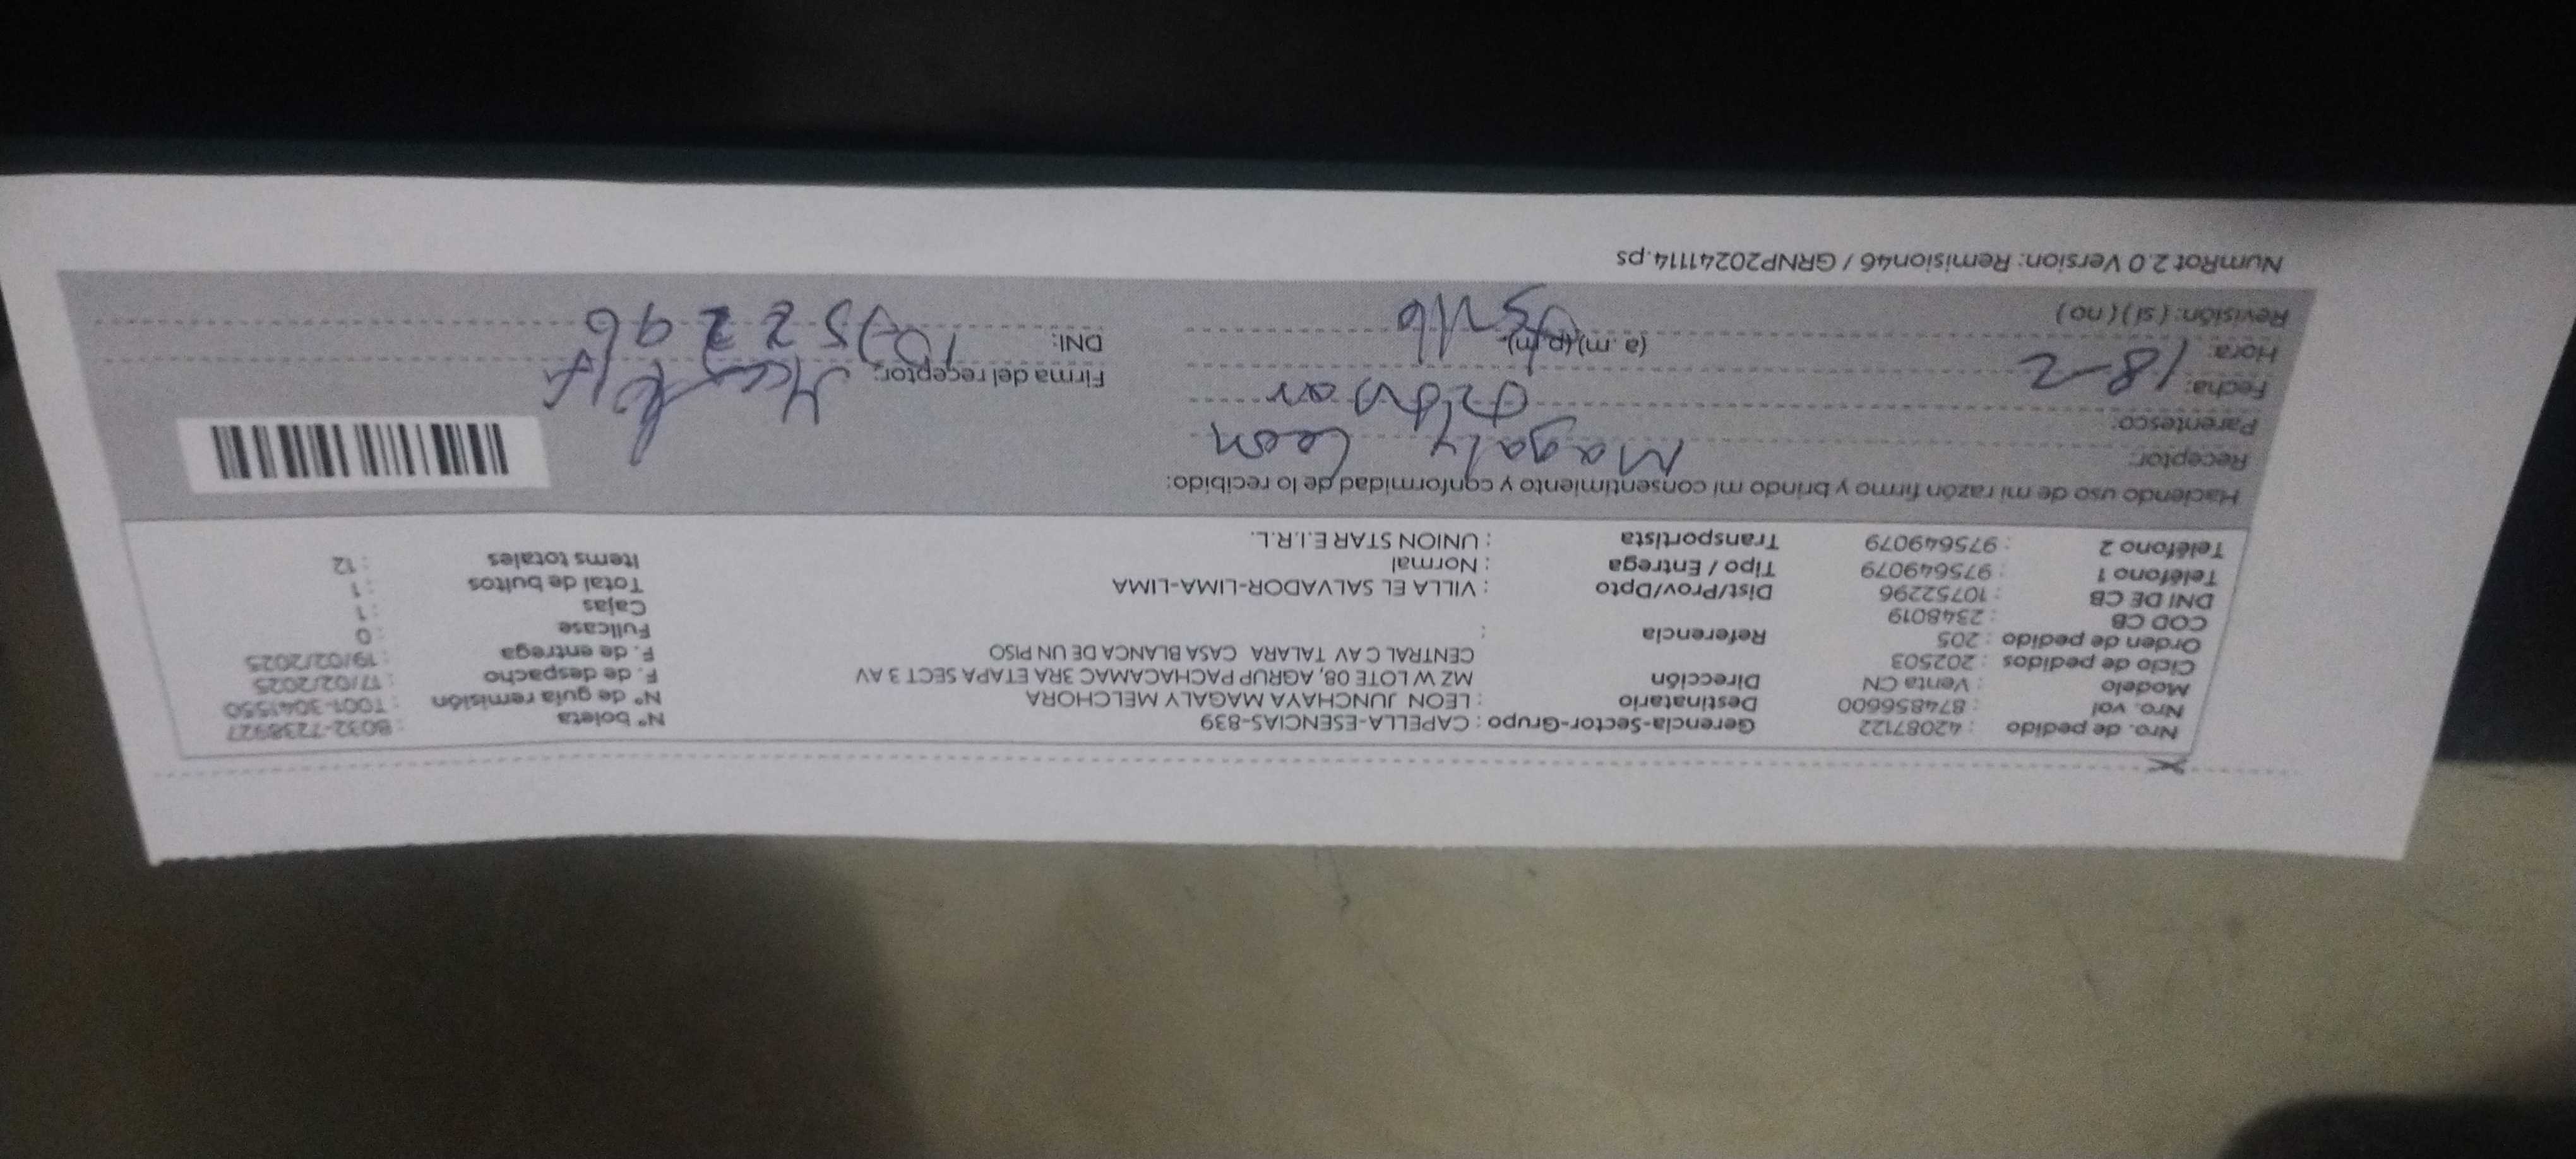 Nro. de pedido : 42087122 Gerencia-Sector-Grupo : CAPELLA-ESENCIAS-839 N° boleta : B032-7238927
Nro. vol : 874856600 Destinatario : LEON JUNCHAYA MAGALY MELCHORA N° de guía remisión : T001-3041550
Modelo : Venta CN Dirección MZ W LOTE 08, AGRUP PACHACAMAC 3RA ETAPA SECT 3 AV F. de despacho : 17/02/2025
Ciclo de pedidos : 202503 CENTRAL C AV TALARA CASA BLANCA DE UN PISO F. de entrega : 19/02/2025
Orden de pedido : 205 Referencia : Fullcase : 0
COD CB : 2348019 Cajas : 1
DNI DE CB : 10752296 Dist/Prov/Dpto : VILLA EL SALVADOR-LIMA-LIMA Total de bultos : 1
Teléfono 1 : 975649079 Tipo / Entrega : Normal Items totales : 12
Teléfono 2 : 975649079 Transportista : UNION STAR E.I.R.L.
Haciendo uso de mi razón firmo y brindo mi consentimiento y conformidad de lo recibido:
Receptor: Magaly Leon
Parentesco:
Fecha: 18-2 Firma del receptor:
Hora: (a.m) (p.m) DNI: 10752296
Revisión: (si) (no)
NumRot 2.0 Version: Remision46 / GRNP20241114.ps